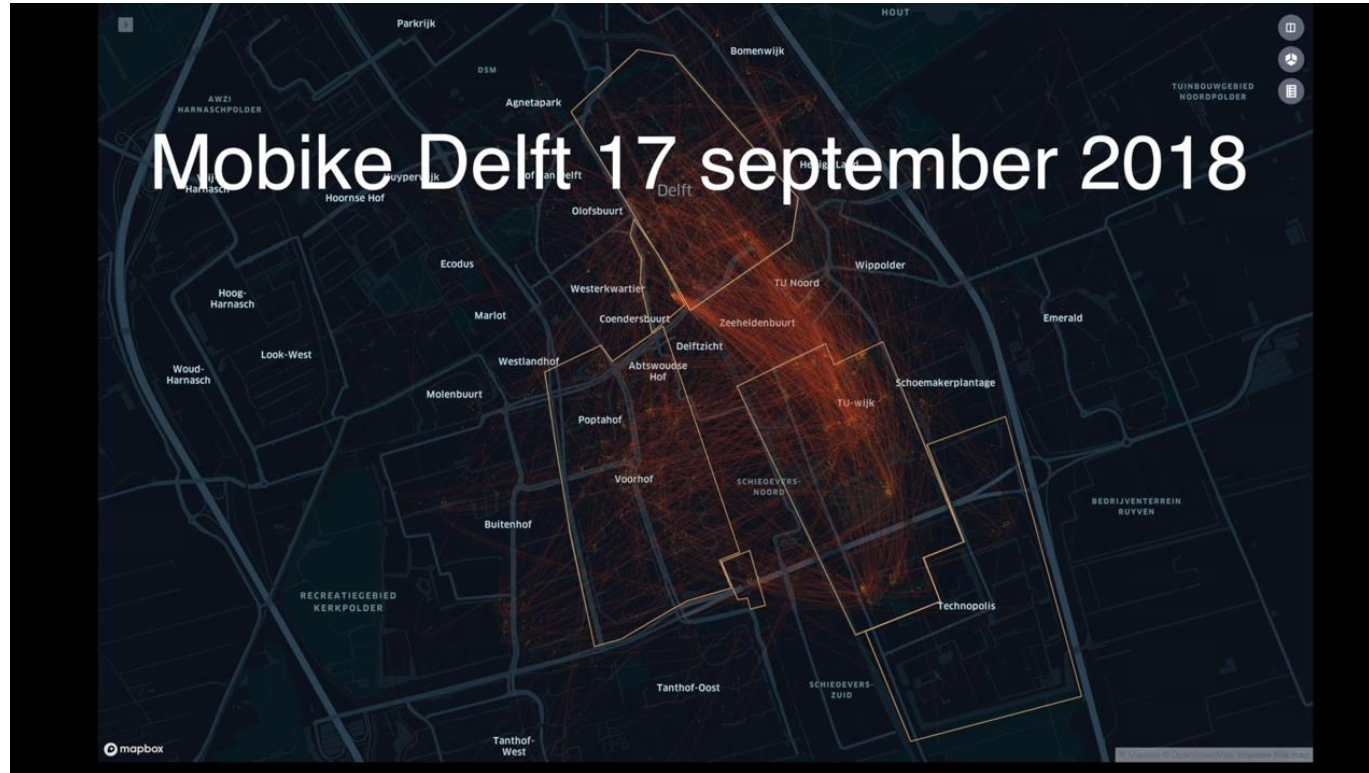 HOUT
Parkrijk
Bomenwijk
DSM
TUINBOUWGEBIED
NOORDPOLDER
AWZI
HARNASCHPOLDER
Agnetapark
Mobike Delft 17 september 2018
Harnasch
Hoornse Hof
Delft
Olofsbuurt
Ecodus
Wippolder
TU Noord
Westerkwartier
Hoog-
Harnasch
Marlot
Coendersbuurt
Zeeheldenbuurt
Emerald
Delftzicht
Look-West
Westlandhof
Abtswoudse
Hof
Woud-
Harnasch
Schoemakerplantage
Molenbuurt
TU-wijk
Poptahof
Voorhof
SCHIEOEVERS-
NOORD
BEDRIJVENTERREIN
RUYVEN
Buitenhof
RECREATIEGEBIED
KERKPOLDER
Technopolis
Tanthof-Oost
SCHIEOEVERS-
ZUID
Tanthof-
West
mapbox